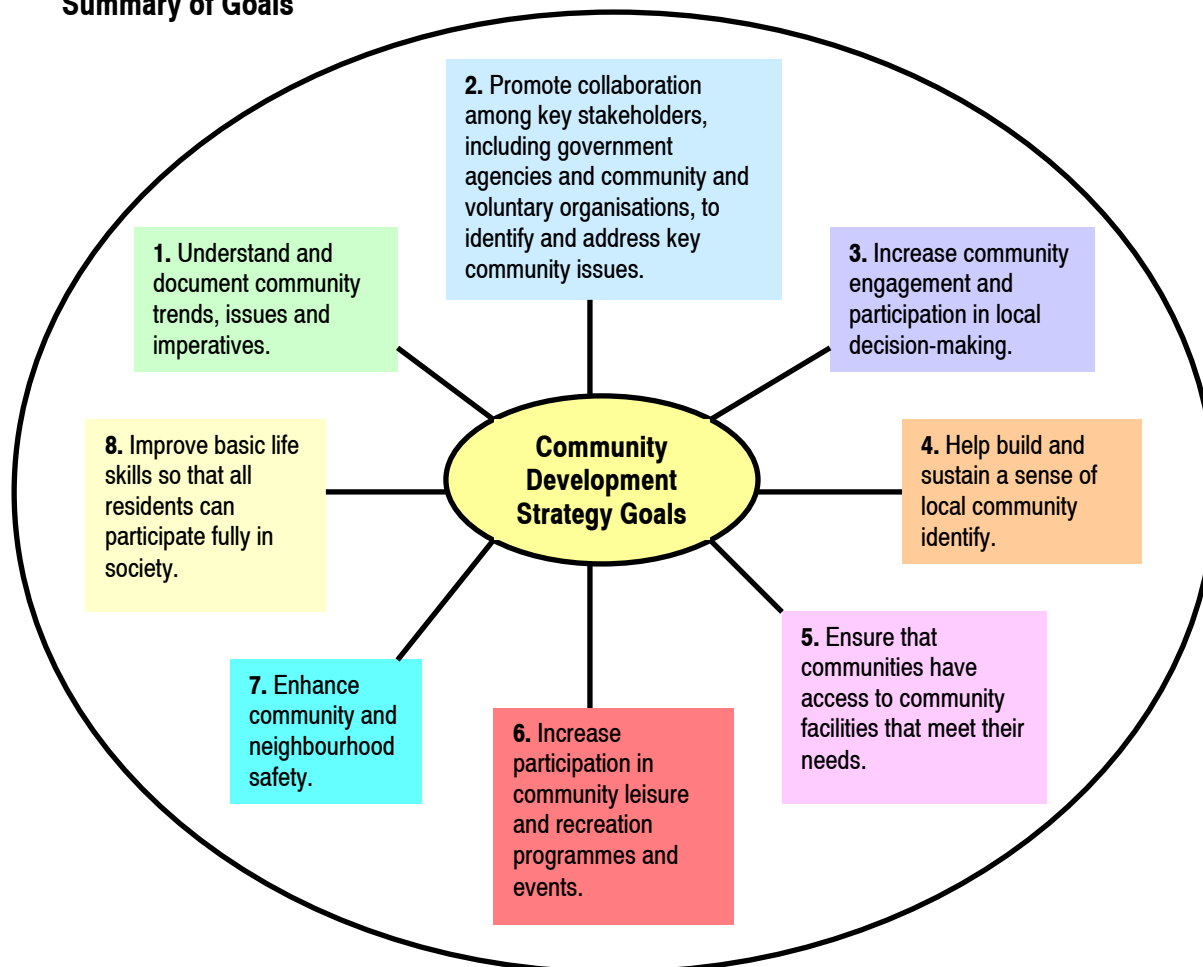 Summary of Goals
1. Understand and
document community
trends, issues and
imperatives.
2. Promote collaboration
among key stakeholders,
including government
agencies and community and
voluntary organisations, to
identify and address key
community issues.
3. Increase community
engagement and
participation in local
decision-making.
4. Help build and
sustain a sense of
local community
identify.
5. Ensure that
communities have
access to community
facilities that meet their
needs.
6. Increase
participation in
community leisure
and recreation
programmes and
events.
7. Enhance
community and
neighbourhood
safety.
8. Improve basic life
skills so that all
residents can
participate fully in
society.
Community
Development
Strategy Goals